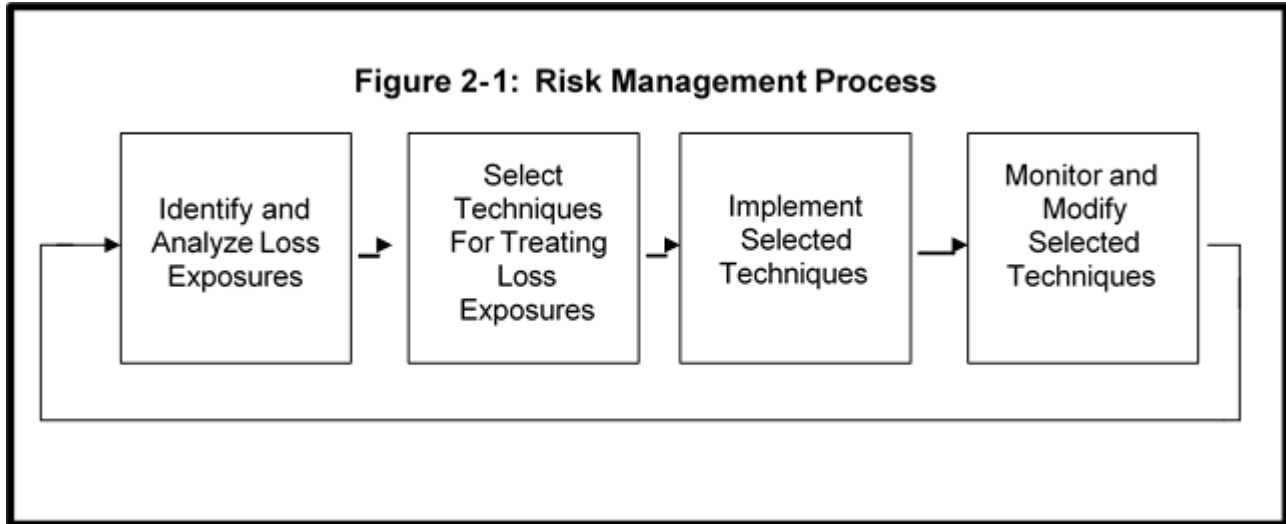 Figure 2-1: Risk Management Process
Identify and
Analyze Loss
Exposures
Select
Techniques
For Treating
Loss
Exposures
Implement
Selected
Techniques
Monitor and
Modify
Selected
Techniques